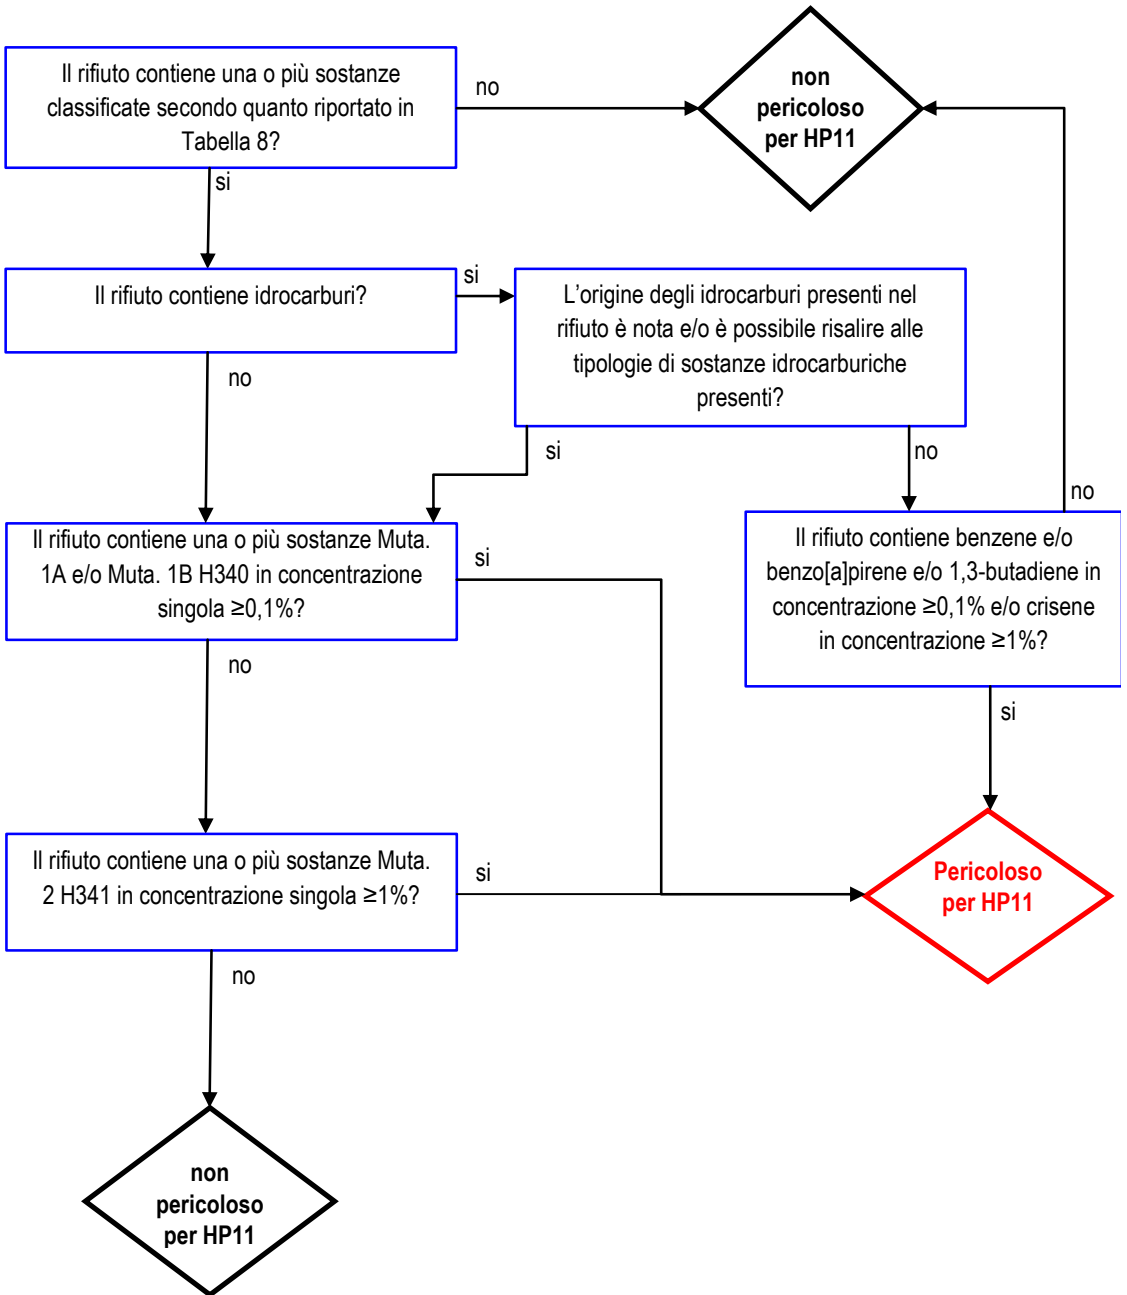 Il rifiuto contiene una o più sostanze
classificate secondo quanto riportato in
Tabella 8?
no
non
pericoloso
per HP11
si
Il rifiuto contiene idrocarburi?
si
L'origine degli idrocarburi presenti nel
rifiuto è nota e/o è possibile risalire alle
tipologie di sostanze idrocarburiche
presenti?
no
si
no
no
Il rifiuto contiene una o più sostanze Muta.
1A e/o Muta. 1B H340 in concentrazione
singola ≥0,1%?
si
Il rifiuto contiene benzene e/o
benzo[a]pirene e/o 1,3-butadiene in
concentrazione ≥0,1% e/o crisene
in concentrazione ≥1%?
no
si
Il rifiuto contiene una o più sostanze Muta.
2 H341 in concentrazione singola ≥1%?
si
Pericoloso
per HP11
no
non
pericoloso
per HP11